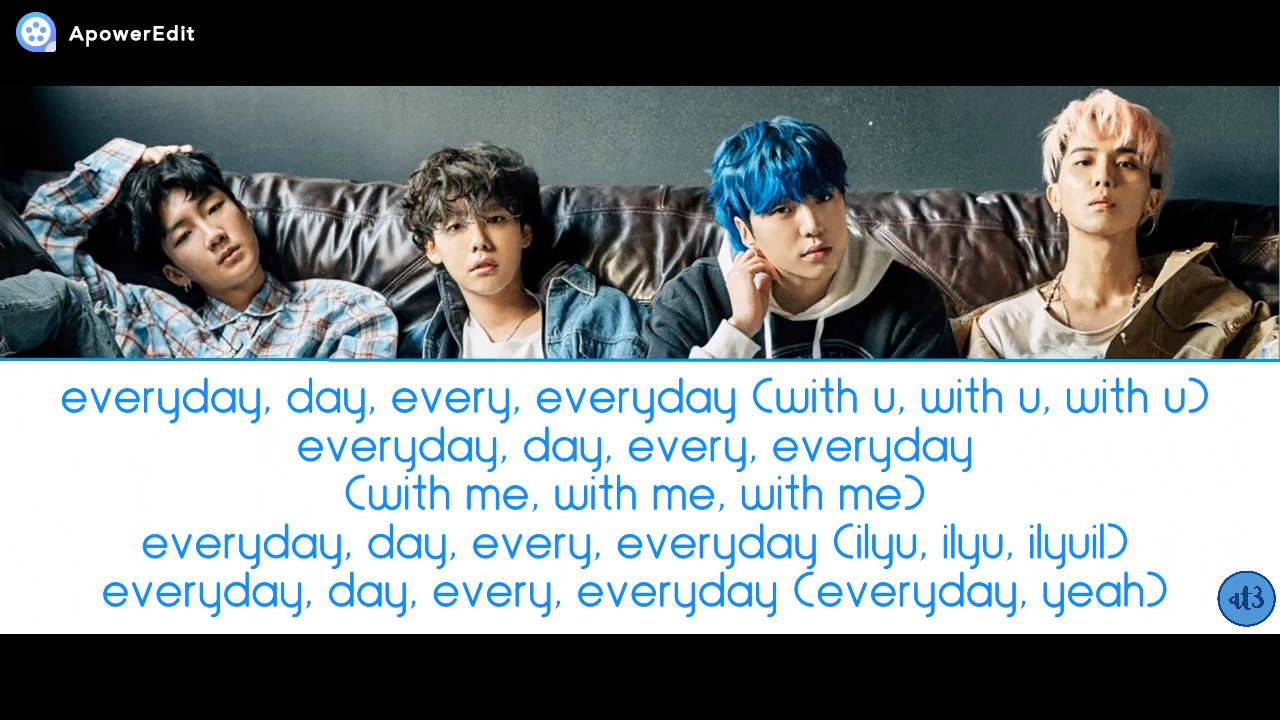 ApowerEdit
everyday, day, every, everyday (with u, with u, with u)
everyday, day, every, everyday
(with me, with me, with me)
everyday, day, every, everyday (ilyu, ilyu, ilyuil)
everyday, day, every, everyday (everyday, yeah)
at3